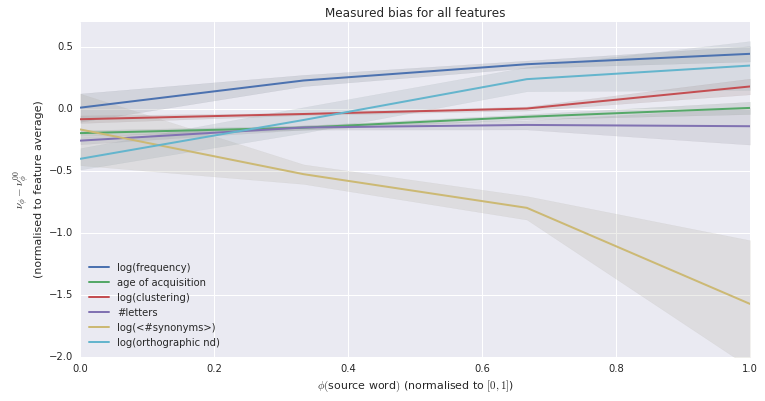 Measured bias for all features
0.5
0.0
−0.5
−1.0
−1.5
−2.0
ν_ϕ − ν_ϕ^00
(normalised to feature average)
log(frequency)
age of acquisition
log(clustering)
#letters
log(<#synonyms>)
log(orthographic nd)
0.0 0.2 0.4 0.6 0.8 1.0
ϕ(source word) (normalised to [0, 1])